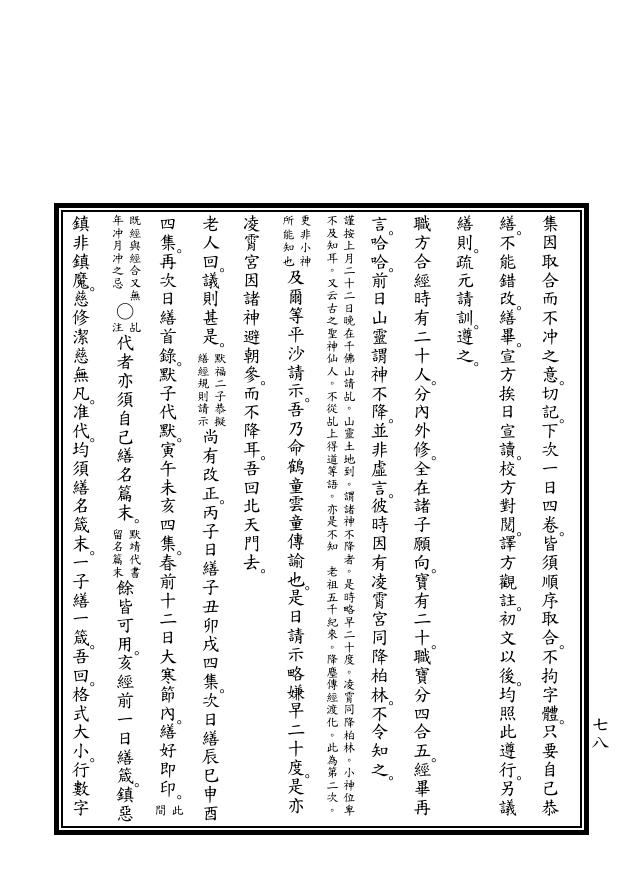 集因取合而不冲之意。切記。下次一日四卷。皆須順序取合。不拘字體。只要自己恭
繕。不能錯改。繕畢。宣方挨日宣讀。校方對閱。譯方觀註。初文以後。均照此遵行。另議
繕則。疏元請訓。遵之。
職方合經時有二十人。分內外修。全在諸子願向。寶有二十。職寶分四合五。經畢再
言。哈哈。前日山靈謂神不降。並非虛言。彼時因有凌霄宮同降柏林。不令知之。
謹按上月二十二日晚在千佛山請乩。山靈土地到。謂諸神不降者。是時略早二十度。凌霄同降柏林。小神位卑
不及知耳。又云古之聖神仙人。不從乩上得道等語。亦是不知 老祖五千紀來。降塵傳經渡化。此為第二次。
更非小神
所能知也
及爾等平沙請示。吾乃命鶴童雲童傳諭也。是日請示略嫌早二十度。是亦
凌霄宮因諸神避朝參。而不降耳。吾回北天門去。
老人回。議則甚是。
默福二子恭擬
繕經規則請示
尚有改正。丙子日繕子丑卯戌四集。次日繕辰巳申酉
四集。再次日繕首錄。默子代默。寅午未亥四集。春前十二日大寒節內。繕好即印。
此
間
既經與經合又無
年冲月冲之忌
〇
乩
注
代者亦須自己繕名篇末。
默靖代書
留名篇末
餘皆可用。亥經前一日繕箴。鎮惡
鎮非鎮魔。慈修潔慈無凡。准代。均須繕名箴末。一子繕一箴。吾回。格式大小。行數字
七八